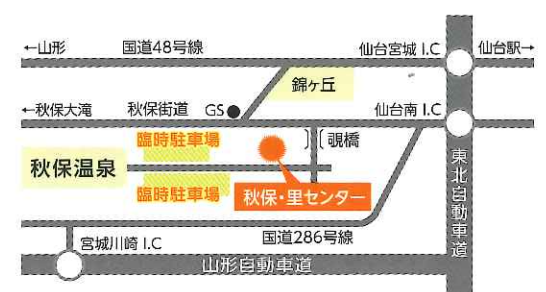 ←山形
国道48号線
仙台宮城 I.C
仙台駅→
錦ヶ丘
←秋保大滝
秋保街道
GS
仙台南 I.C
臨時駐車場
覗橋
秋保温泉
臨時駐車場
秋保・里センター
東北自動車道
国道286号線
宮城川崎 I.C
山形自動車道